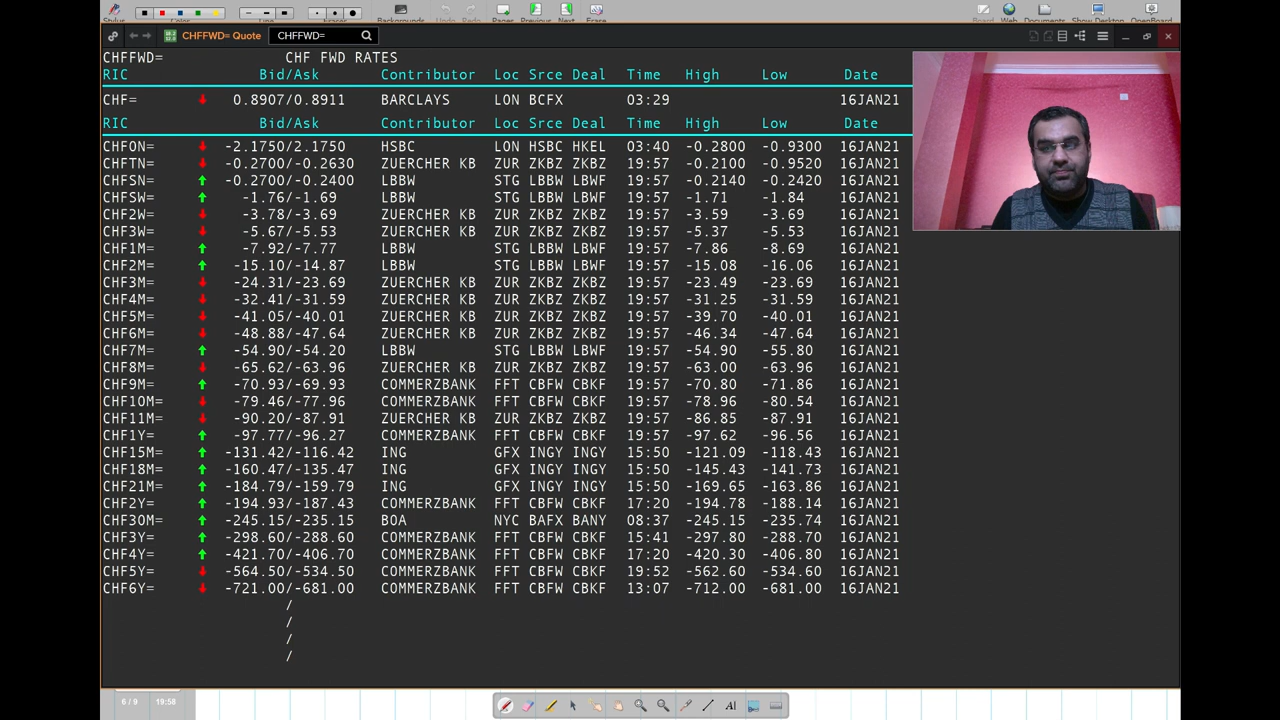 Stylus Color Line Erasers Backgrounds Undo Redo Pages Previous Next Erase Board Web Documents Show Desktop OpenBoard
CHFFWD= Quote CHFFWD=
CHFFWD= CHF FWD RATES
RIC Bid/Ask Contributor Loc Srce Deal Time High Low Date
CHF= 0.8907/0.8911 BARCLAYS LON BCFX 03:29 16JAN21
RIC Bid/Ask Contributor Loc Srce Deal Time High Low Date
CHFON= -2.1750/2.1750 HSBC LON HSBC HKEL 03:40 -0.2800 -0.9300 16JAN21
CHFTN= -0.2700/-0.2630 ZUERCHER KB ZUR ZKBZ ZKBZ 19:57 -0.2100 -0.9520 16JAN21
CHFSN= -0.2700/-0.2400 LBBW STG LBBW LBWF 19:57 -0.2140 -0.2420 16JAN21
CHFSW= -1.76/-1.69 LBBW STG LBBW LBWF 19:57 -1.71 -1.84 16JAN21
CHF2W= -3.78/-3.69 ZUERCHER KB ZUR ZKBZ ZKBZ 19:57 -3.59 -3.69 16JAN21
CHF3W= -5.67/-5.53 ZUERCHER KB ZUR ZKBZ ZKBZ 19:57 -5.37 -5.53 16JAN21
CHF1M= -7.92/-7.77 LBBW STG LBBW LBWF 19:57 -7.86 -8.69 16JAN21
CHF2M= -15.10/-14.87 LBBW STG LBBW LBWF 19:57 -15.08 -16.06 16JAN21
CHF3M= -24.31/-23.69 ZUERCHER KB ZUR ZKBZ ZKBZ 19:57 -23.49 -23.69 16JAN21
CHF4M= -32.41/-31.59 ZUERCHER KB ZUR ZKBZ ZKBZ 19:57 -31.25 -31.59 16JAN21
CHF5M= -41.05/-40.01 ZUERCHER KB ZUR ZKBZ ZKBZ 19:57 -39.70 -40.01 16JAN21
CHF6M= -48.88/-47.64 ZUERCHER KB ZUR ZKBZ ZKBZ 19:57 -46.34 -47.64 16JAN21
CHF7M= -54.90/-54.20 LBBW STG LBBW LBWF 19:57 -54.90 -55.80 16JAN21
CHF8M= -65.62/-63.96 ZUERCHER KB ZUR ZKBZ ZKBZ 19:57 -63.00 -63.96 16JAN21
CHF9M= -70.93/-69.93 COMMERZBANK FFT CBFW CBKF 19:57 -70.80 -71.86 16JAN21
CHF10M= -79.46/-77.96 COMMERZBANK FFT CBFW CBKF 19:57 -78.96 -80.54 16JAN21
CHF11M= -90.20/-87.91 ZUERCHER KB ZUR ZKBZ ZKBZ 19:57 -86.85 -87.91 16JAN21
CHF1Y= -97.77/-96.27 COMMERZBANK FFT CBFW CBKF 19:57 -97.62 -96.56 16JAN21
CHF15M= -131.42/-116.42 ING GFX INGY INGY 15:50 -121.09 -118.43 16JAN21
CHF18M= -160.47/-135.47 ING GFX INGY INGY 15:50 -145.43 -141.73 16JAN21
CHF21M= -184.79/-159.79 ING GFX INGY INGY 15:50 -169.65 -163.86 16JAN21
CHF2Y= -194.93/-187.43 COMMERZBANK FFT CBFW CBKF 17:20 -194.78 -188.14 16JAN21
CHF30M= -245.15/-235.15 BOA NYC BAFX BANY 08:37 -245.15 -235.74 16JAN21
CHF3Y= -298.60/-288.60 COMMERZBANK FFT CBFW CBKF 15:41 -297.80 -288.70 16JAN21
CHF4Y= -421.70/-406.70 COMMERZBANK FFT CBFW CBKF 17:20 -420.30 -406.80 16JAN21
CHF5Y= -564.50/-534.50 COMMERZBANK FFT CBFW CBKF 19:52 -562.60 -534.60 16JAN21
CHF6Y= -721.00/-681.00 COMMERZBANK FFT CBFW CBKF 13:07 -712.00 -681.00 16JAN21
/
/
/
/
6 / 9 19:58
AI